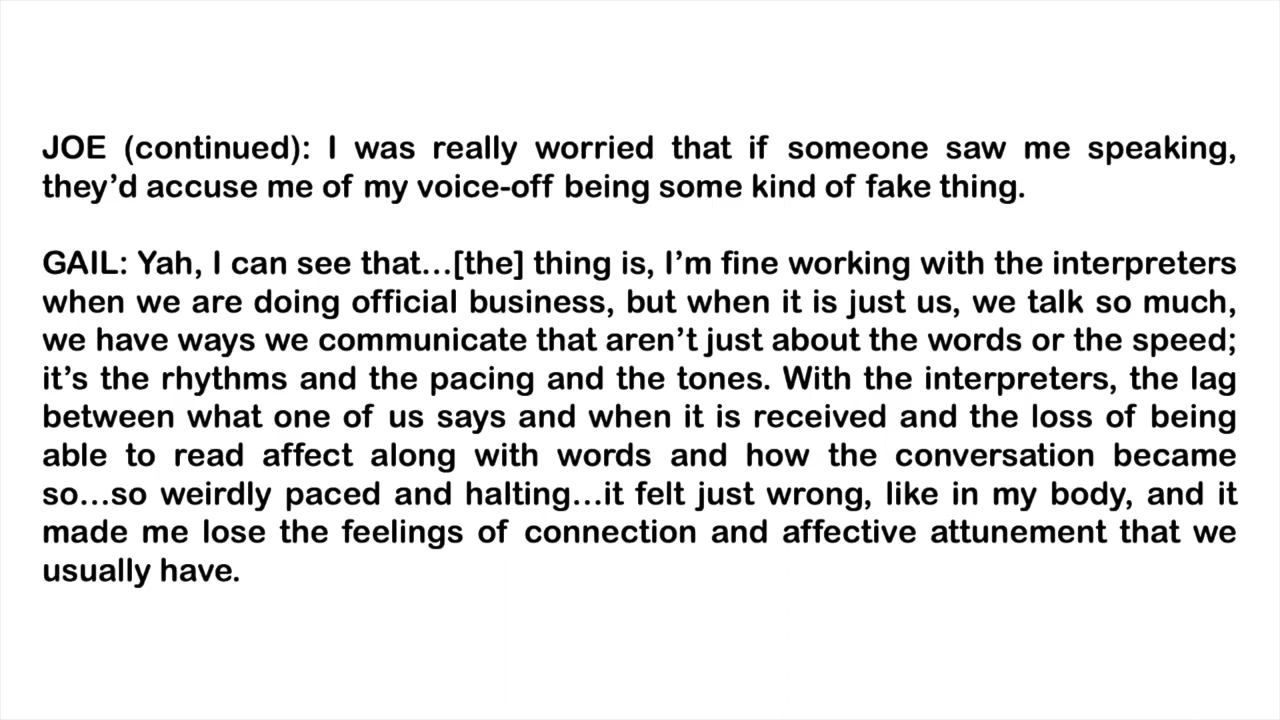 JOE (continued): I was really worried that if someone saw me speaking,
they’d accuse me of my voice-off being some kind of fake thing.
GAIL: Yah, I can see that…[the] thing is, I’m fine working with the interpreters
when we are doing official business, but when it is just us, we talk so much,
we have ways we communicate that aren’t just about the words or the speed;
it’s the rhythms and the pacing and the tones. With the interpreters, the lag
between what one of us says and when it is received and the loss of being
able to read affect along with words and how the conversation became
so…so weirdly paced and halting…it felt just wrong, like in my body, and it
made me lose the feelings of connection and affective attunement that we
usually have.